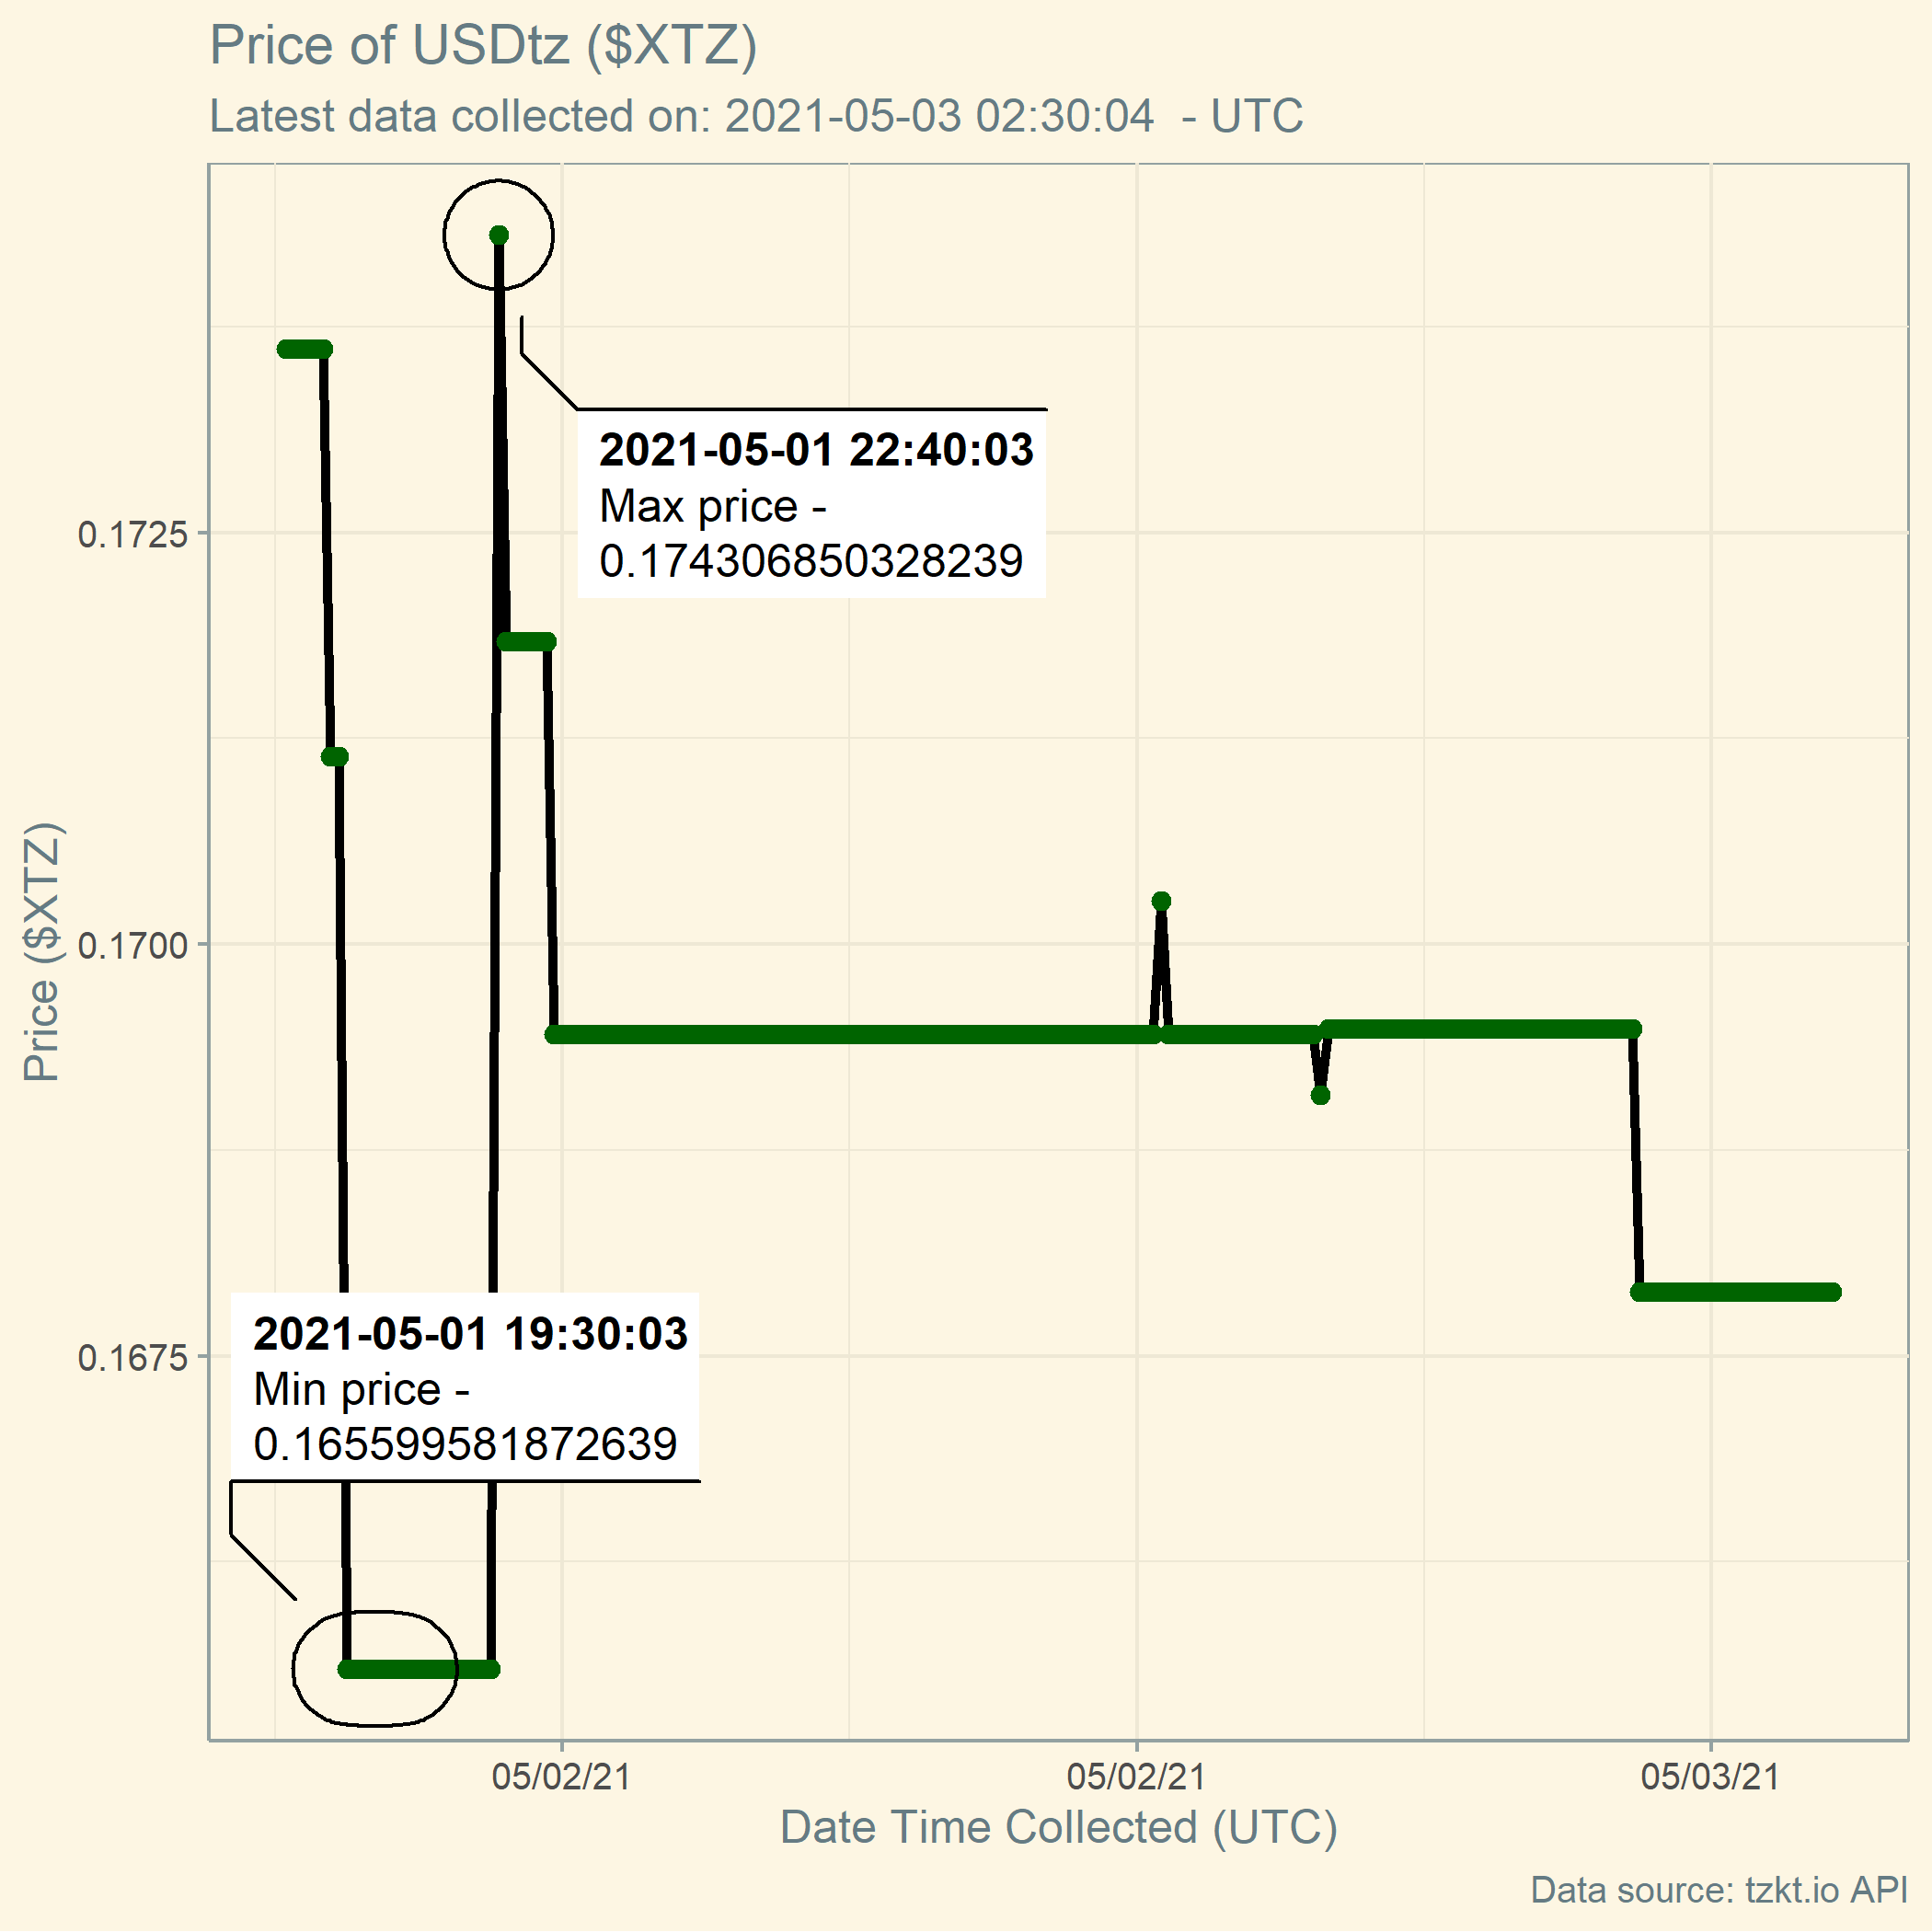 Price of USDtz ($XTZ)
Latest data collected on: 2021-05-03 02:30:04  - UTC
2021-05-01 22:40:03
Max price -
0.174306850328239
0.1725
Price ($XTZ)
0.1700
2021-05-01 19:30:03
Min price -
0.165599581872639
0.1675
05/02/21
05/02/21
05/03/21
Date Time Collected (UTC)
Data source: tzkt.io API